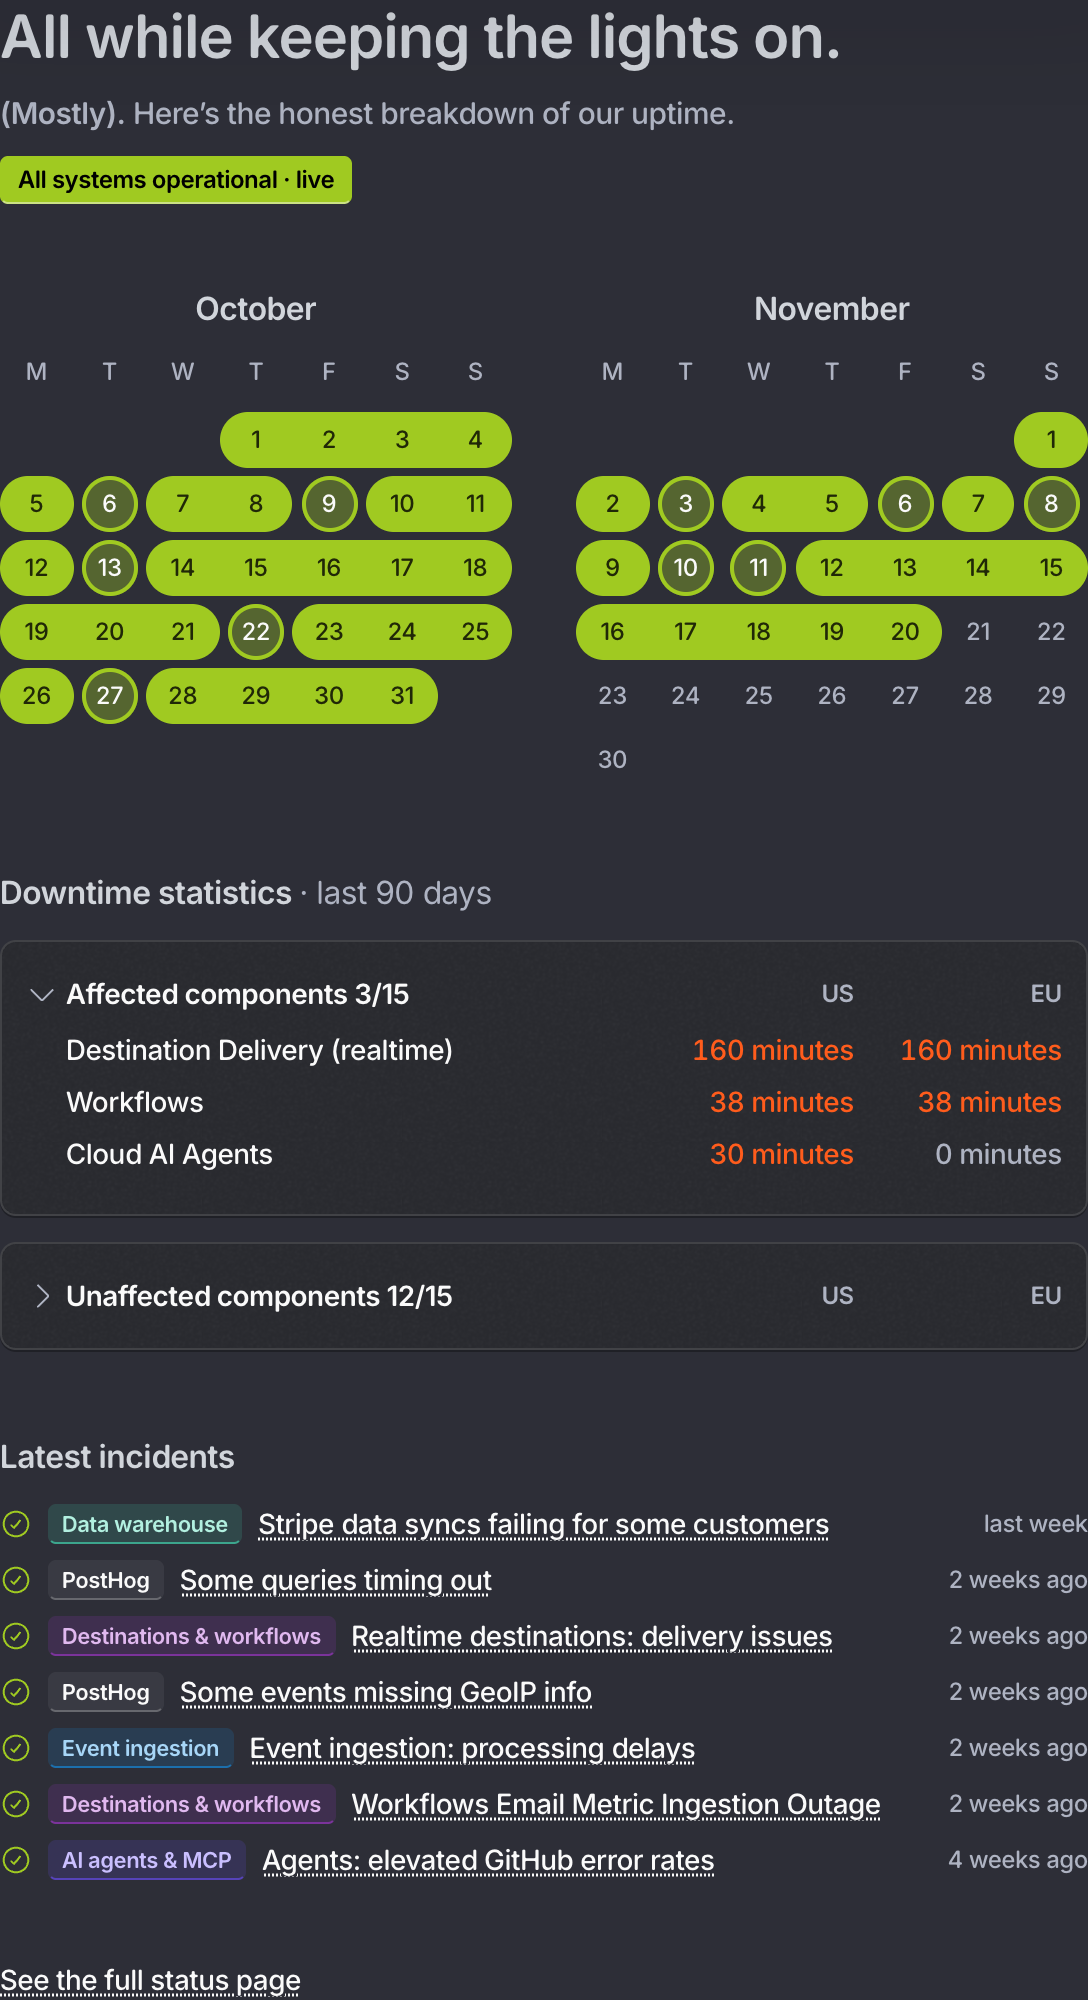 All while keeping the lights on.
(Mostly). Here’s the honest breakdown of our uptime.
All systems operational · live
October
M T W T F S S
1 2 3 4
5 6 7 8 9 10 11
12 13 14 15 16 17 18
19 20 21 22 23 24 25
26 27 28 29 30 31
November
M T W T F S S
1
2 3 4 5 6 7 8
9 10 11 12 13 14 15
16 17 18 19 20 21 22
23 24 25 26 27 28 29
30
Downtime statistics · last 90 days
Affected components 3/15 US EU
Destination Delivery (realtime) 160 minutes 160 minutes
Workflows 38 minutes 38 minutes
Cloud AI Agents 30 minutes 0 minutes
Unaffected components 12/15 US EU
Latest incidents
Data warehouse Stripe data syncs failing for some customers last week
PostHog Some queries timing out 2 weeks ago
Destinations & workflows Realtime destinations: delivery issues 2 weeks ago
PostHog Some events missing GeoIP info 2 weeks ago
Event ingestion Event ingestion: processing delays 2 weeks ago
Destinations & workflows Workflows Email Metric Ingestion Outage 2 weeks ago
AI agents & MCP Agents: elevated GitHub error rates 4 weeks ago
See the full status page